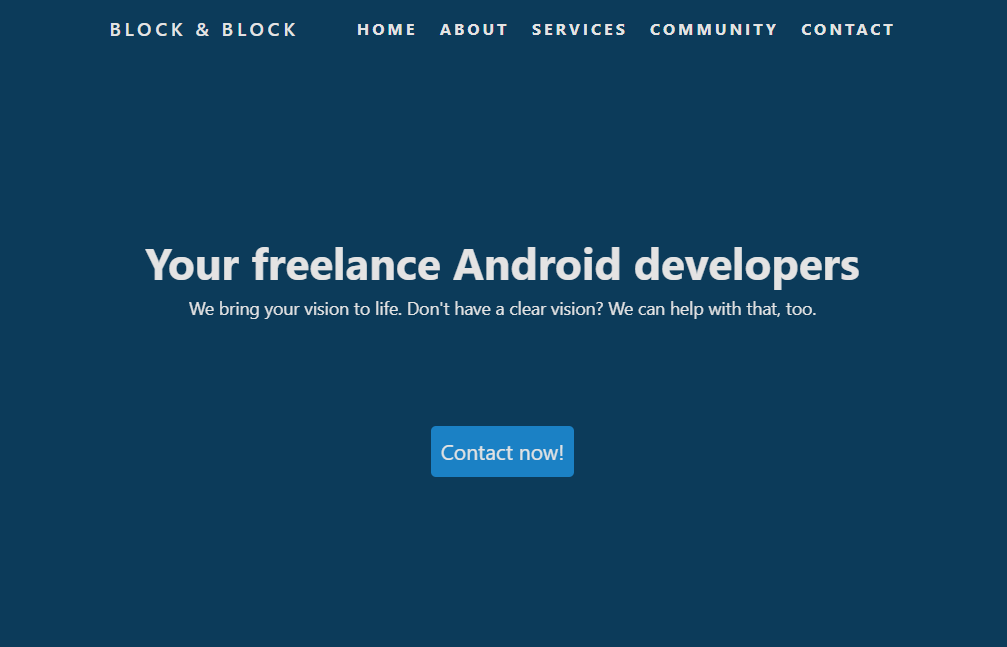 BLOCK & BLOCK HOME ABOUT SERVICES COMMUNITY CONTACT
Your freelance Android developers
We bring your vision to life. Don't have a clear vision? We can help with that, too.
Contact now!